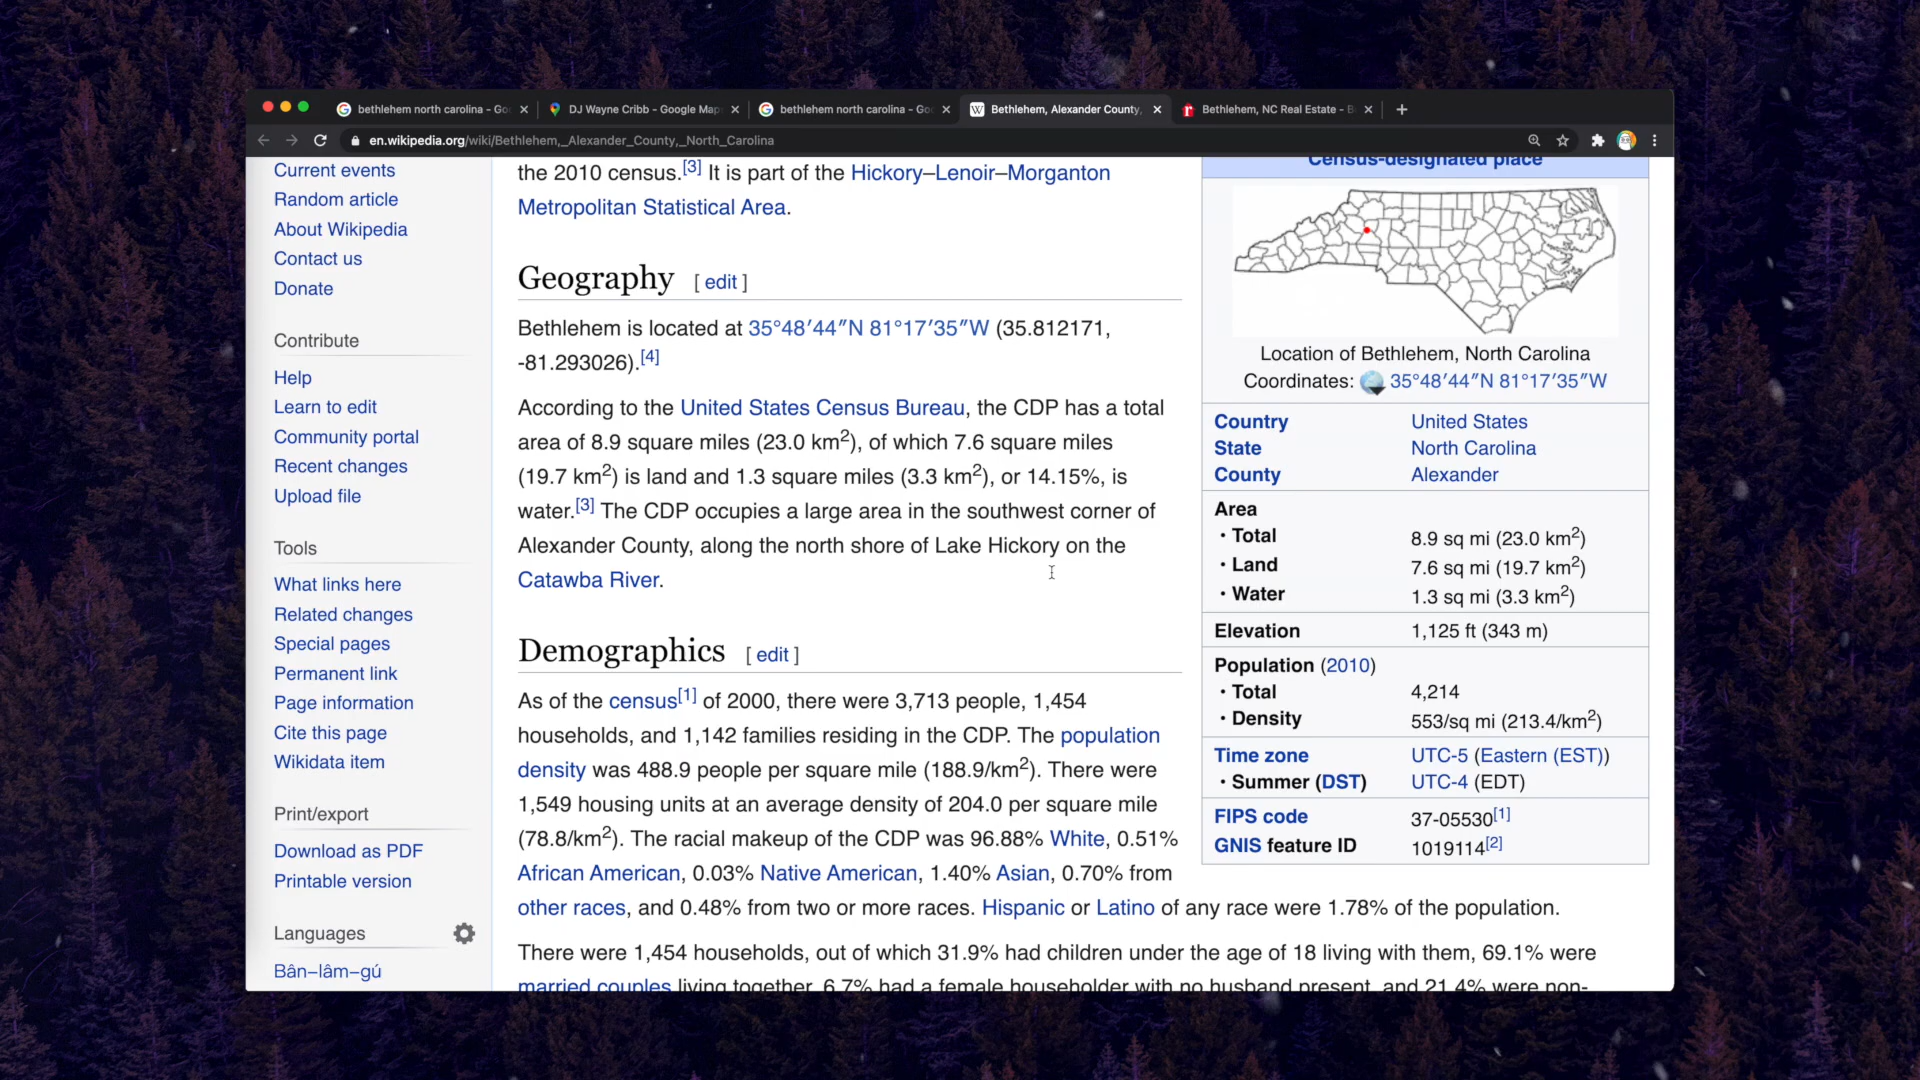 bethlehem north carolina - Go
DJ Wayne Cribb - Google Map
bethlehem north carolina - Go
Bethlehem, Alexander County,
Bethlehem, NC Real Estate - B
en.wikipedia.org/wiki/Bethlehem,_Alexander_County,_North_Carolina
Current events
Random article
About Wikipedia
Contact us
Donate
Contribute
Help
Learn to edit
Community portal
Recent changes
Upload file
Tools
What links here
Related changes
Special pages
Permanent link
Page information
Cite this page
Wikidata item
Print/export
Download as PDF
Printable version
Languages
Bân-lâm-gú
the 2010 census.[3] It is part of the Hickory–Lenoir–Morganton
Metropolitan Statistical Area.
Geography [ edit ]
Bethlehem is located at 35°48′44″N 81°17′35″W (35.812171,
-81.293026).[4]
According to the United States Census Bureau, the CDP has a total
area of 8.9 square miles (23.0 km2), of which 7.6 square miles
(19.7 km2) is land and 1.3 square miles (3.3 km2), or 14.15%, is
water.[3] The CDP occupies a large area in the southwest corner of
Alexander County, along the north shore of Lake Hickory on the
Catawba River.
Demographics [ edit ]
As of the census[1] of 2000, there were 3,713 people, 1,454
households, and 1,142 families residing in the CDP. The population
density was 488.9 people per square mile (188.9/km2). There were
1,549 housing units at an average density of 204.0 per square mile
(78.8/km2). The racial makeup of the CDP was 96.88% White, 0.51%
African American, 0.03% Native American, 1.40% Asian, 0.70% from
other races, and 0.48% from two or more races. Hispanic or Latino of any race were 1.78% of the population.
There were 1,454 households, out of which 31.9% had children under the age of 18 living with them, 69.1% were
married couples living together, 6.7% had a female householder with no husband present, and 21.4% were non-
Census-designated place
Location of Bethlehem, North Carolina
Coordinates: 35°48′44″N 81°17′35″W
Country United States
State North Carolina
County Alexander
Area
• Total 8.9 sq mi (23.0 km2)
• Land 7.6 sq mi (19.7 km2)
• Water 1.3 sq mi (3.3 km2)
Elevation 1,125 ft (343 m)
Population (2010)
• Total 4,214
• Density 553/sq mi (213.4/km2)
Time zone UTC-5 (Eastern (EST))
• Summer (DST) UTC-4 (EDT)
FIPS code 37-05530[1]
GNIS feature ID 1019114[2]